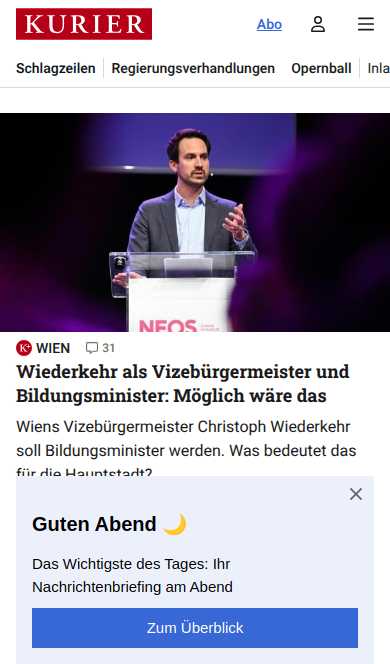 KURIER
Abo
Schlagzeilen
Regierungsverhandlungen
Opernball
Inla
NEOS
K+ WIEN 31
Wiederkehr als Vizebürgermeister und
Bildungsminister: Möglich wäre das
Wiens Vizebürgermeister Christoph Wiederkehr
soll Bildungsminister werden. Was bedeutet das
für die Hauptstadt?
Guten Abend 🌙
Das Wichtigste des Tages: Ihr
Nachrichtenbriefing am Abend
Zum Überblick